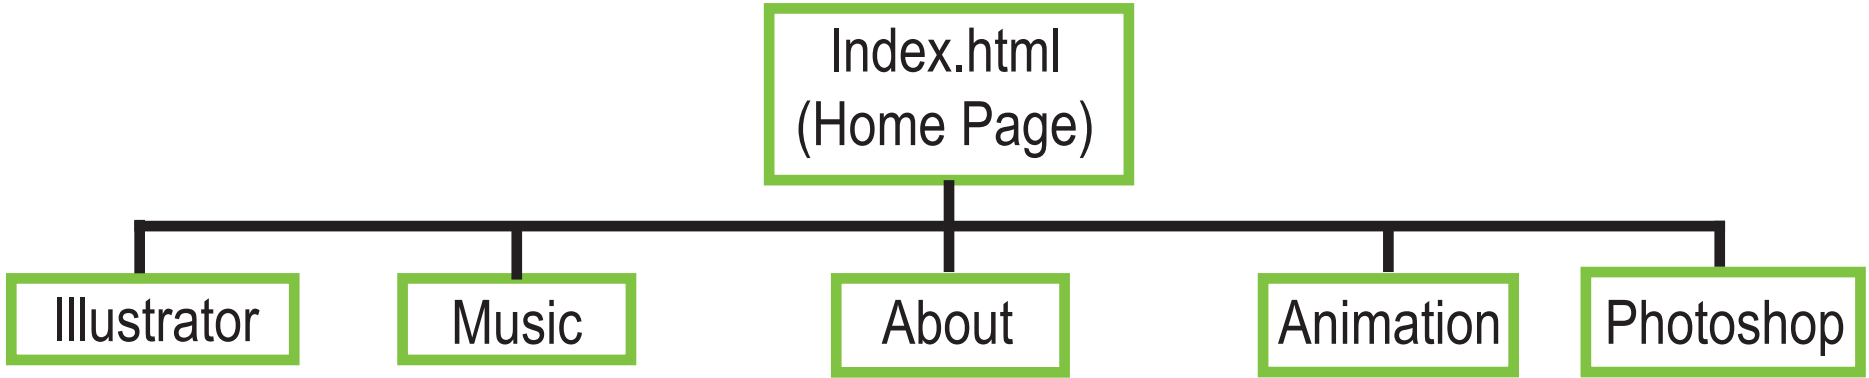 Index.html
(Home Page)
Illustrator
Music
About
Animation
Photoshop